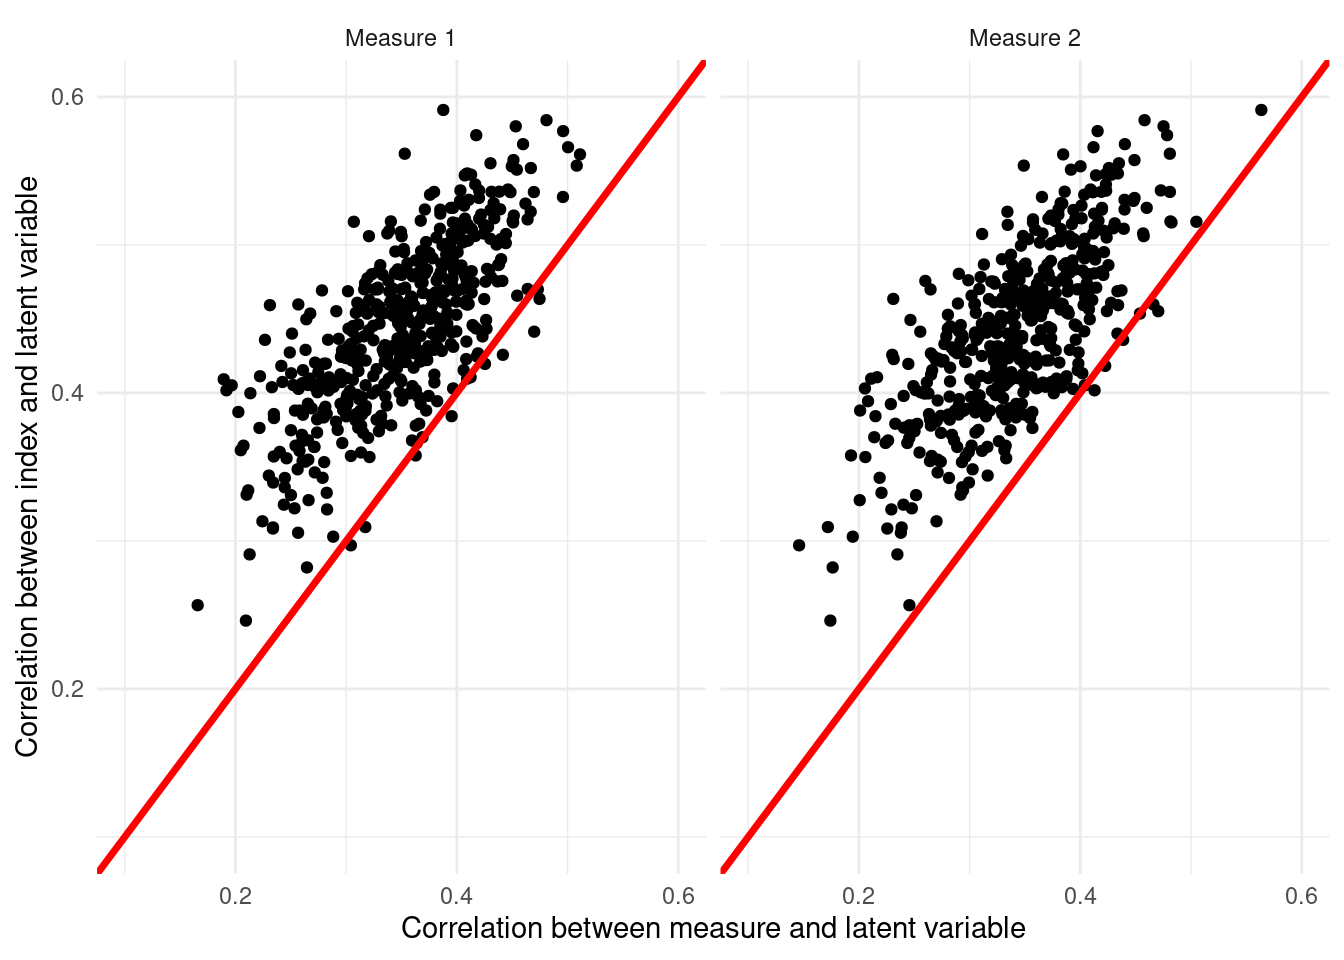 Measure 1
Measure 2
Correlation between index and latent variable
0.6
0.4
0.2
0.2
0.4
0.6
0.2
0.4
0.6
Correlation between measure and latent variable